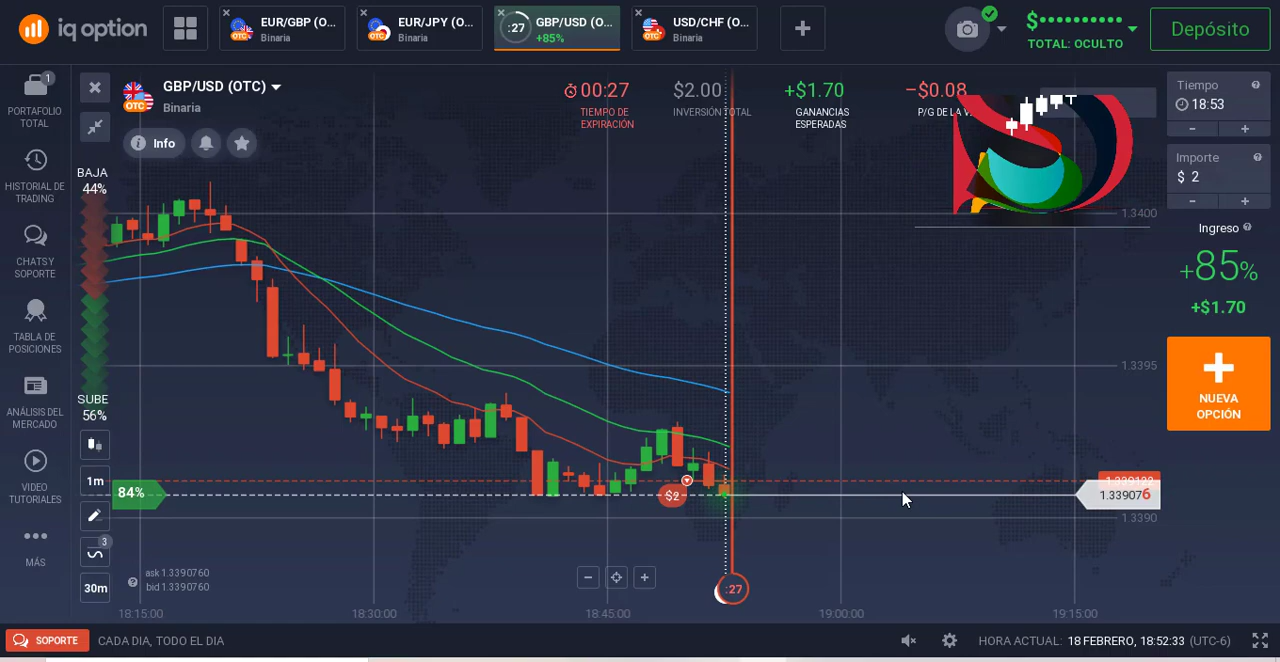 iq option
EUR/GBP (O...
Binaria
EUR/JPY (O...
Binaria
:27
GBP/USD (O...
+85%
USD/CHF (O...
Binaria
$••••••••••
TOTAL: OCULTO
Depósito
1
PORTAFOLIO
TOTAL
HISTORIAL DE
TRADING
CHATS Y
SOPORTE
TABLA DE
POSICIONES
ANÁLISIS DEL
MERCADO
VIDEO
TUTORIALES
MÁS
OTC
GBP/USD (OTC)
Binaria
Info
00:27
TIEMPO DE
EXPIRACIÓN
$2.00
INVERSIÓN TOTAL
+$1.70
GANANCIAS
ESPERADAS
−$0.08
P/G DE LA V
BAJA
44%
SUBE
56%
1m
3
30m
84%
$2
1.3400
1.3395
1.339076
1.3390
ask 1.3390760
bid 1.3390760
:27
18:15:00
18:30:00
18:45:00
19:00:00
19:15:00
Tiempo
18:53
Importe
$ 2
Ingreso
+85%
+$1.70
NUEVA
OPCIÓN
SOPORTE
CADA DIA, TODO EL DIA
HORA ACTUAL: 18 FEBRERO, 18:52:33 (UTC-6)